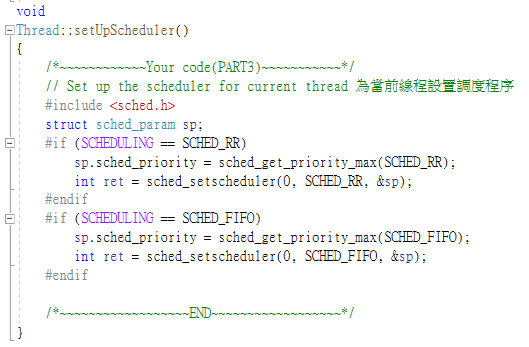 void
Thread::setUpScheduler()
{
/*~~~~~~~~~~~~Your code(PART3)~~~~~~~~~~~*/
// Set up the scheduler for current thread 為當前線程設置調度程序
#include <sched.h>
struct sched_param sp;
#if (SCHEDULING == SCHED_RR)
sp.sched_priority = sched_get_priority_max(SCHED_RR);
int ret = sched_setscheduler(0, SCHED_RR, &sp);
#endif
#if (SCHEDULING == SCHED_FIFO)
sp.sched_priority = sched_get_priority_max(SCHED_FIFO);
int ret = sched_setscheduler(0, SCHED_FIFO, &sp);
#endif
/*~~~~~~~~~~~~~~~~~~END~~~~~~~~~~~~~~~~~~*/
}